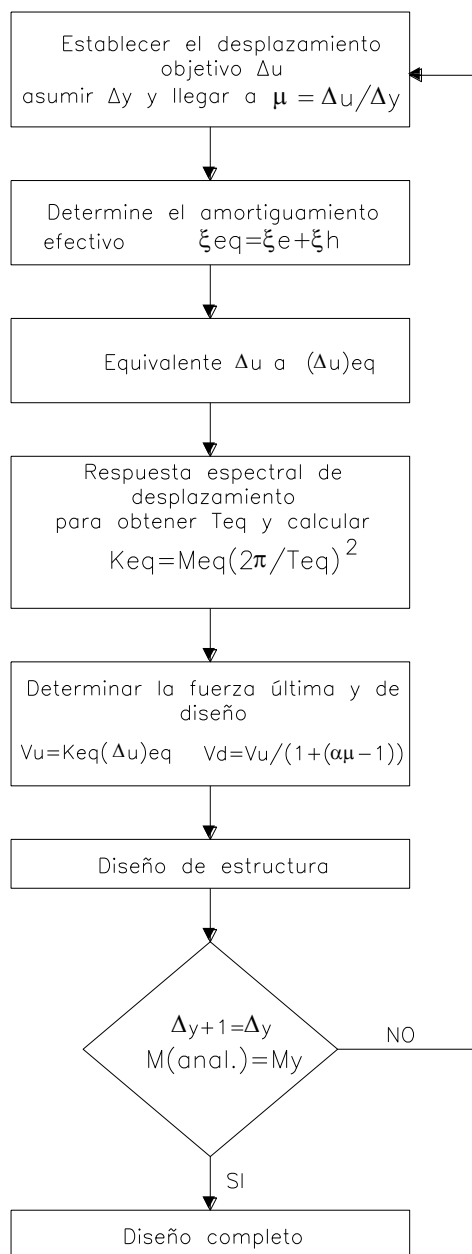 Establecer el desplazamiento
objetivo Δu
asumir Δy y llegar a μ = Δu/Δy
Determine el amortiguamiento
efectivo ξeq=ξe+ξh
Equivalente Δu a (Δu)eq
Respuesta espectral de
desplazamiento
para obtener Teq y calcular
Keq=Meq(2π/Teq)²
Determinar la fuerza última y de
diseño
Vu=Keq(Δu)eq Vd=Vu/(1+(αμ-1))
Diseño de estructura
Δy+1=Δy
M(anal.)=My
NO
SI
Diseño completo